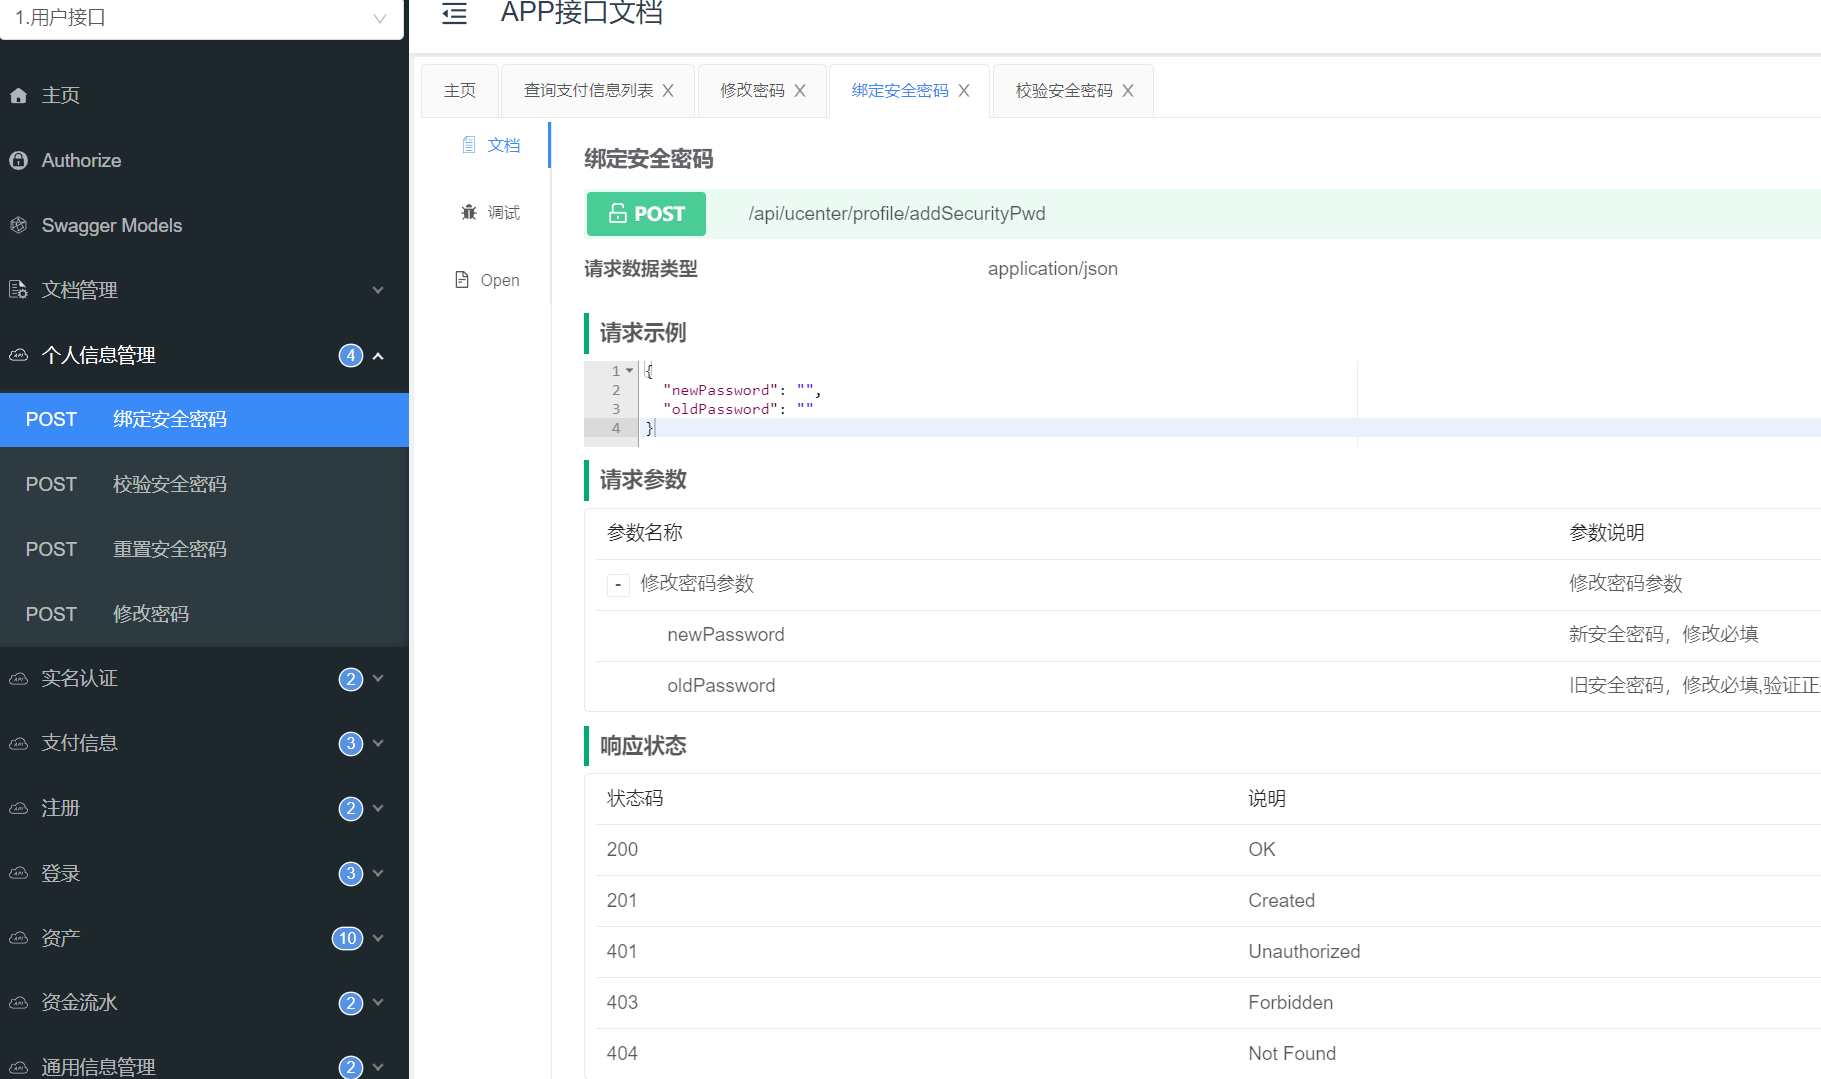 1.用户接口
主页
Authorize
Swagger Models
文档管理
个人信息管理 4
POST 绑定安全密码
POST 校验安全密码
POST 重置安全密码
POST 修改密码
实名认证 2
支付信息 3
注册 2
登录 3
资产 10
资金流水 2
通用信息管理 2
APP接口文档
主页 查询支付信息列表 修改密码 绑定安全密码 校验安全密码
文档
调试
Open
绑定安全密码
POST /api/ucenter/profile/addSecurityPwd
请求数据类型 application/json
请求示例
1 {
2 "newPassword": "",
3 "oldPassword": ""
4 }
请求参数
参数名称 参数说明
- 修改密码参数 修改密码参数
newPassword 新安全密码，修改必填
oldPassword 旧安全密码，修改必填,验证正
响应状态
状态码 说明
200 OK
201 Created
401 Unauthorized
403 Forbidden
404 Not Found